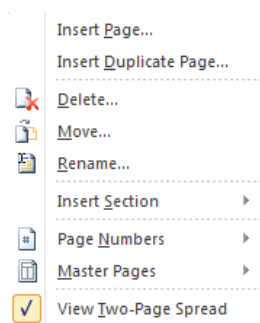 Insert Page...
Insert Duplicate Page...
Delete...
Move...
Rename...
Insert Section
Page Numbers
Master Pages
View Two-Page Spread